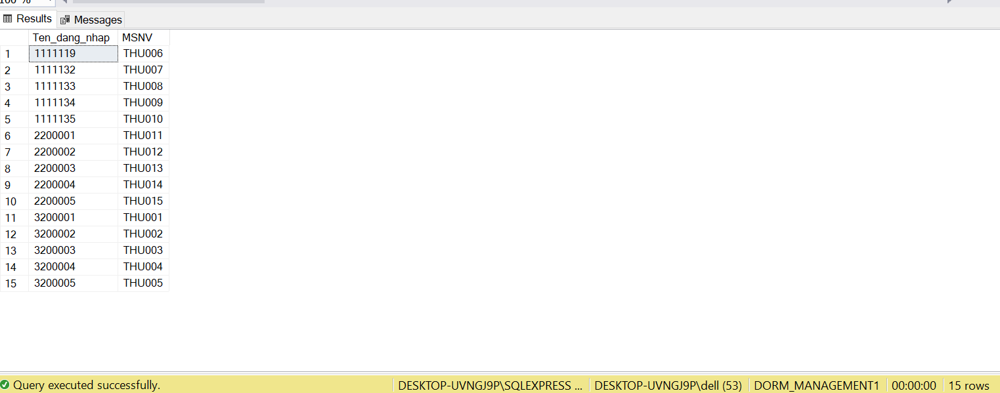 100 %
Results Messages
Ten_dang_nhap MSNV
1 1111119 THU006
2 1111132 THU007
3 1111133 THU008
4 1111134 THU009
5 1111135 THU010
6 2200001 THU011
7 2200002 THU012
8 2200003 THU013
9 2200004 THU014
10 2200005 THU015
11 3200001 THU001
12 3200002 THU002
13 3200003 THU003
14 3200004 THU004
15 3200005 THU005
Query executed successfully. DESKTOP-UVNGJ9P\SQLEXPRESS ... DESKTOP-UVNGJ9P\dell (53) DORM_MANAGEMENT1 00:00:00 15 rows